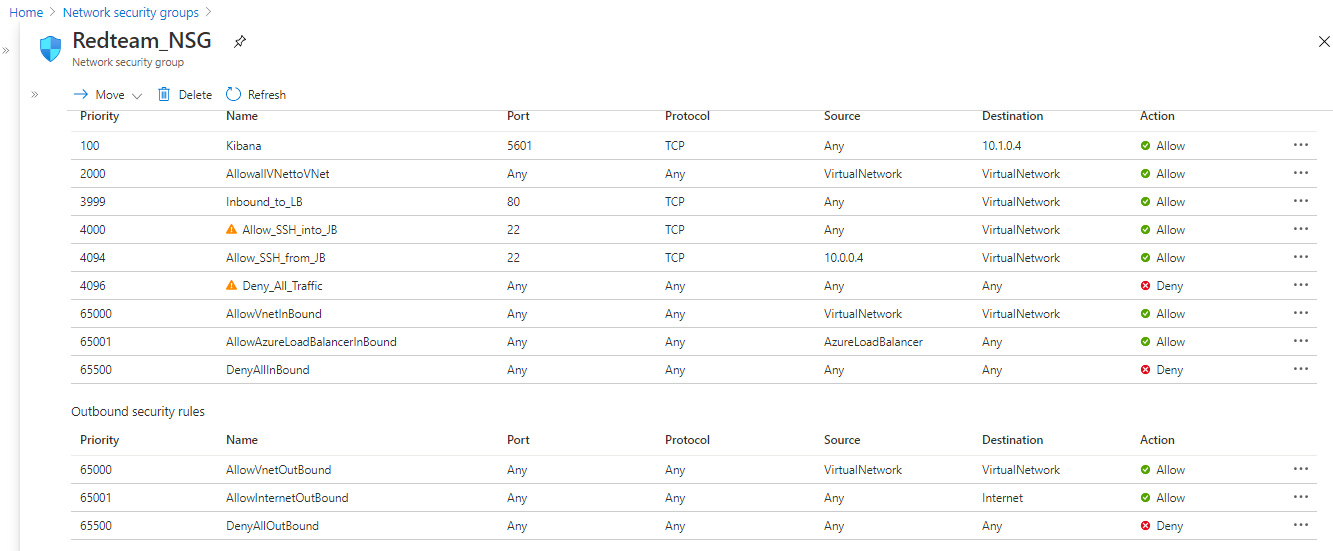 Home > Network security groups >
Redteam_NSG
Network security group
Move Delete Refresh
Priority Name Port Protocol Source Destination Action
100 Kibana 5601 TCP Any 10.1.0.4 Allow
2000 AllowallVNettoVNet Any Any VirtualNetwork VirtualNetwork Allow
3999 Inbound_to_LB 80 TCP Any VirtualNetwork Allow
4000 Allow_SSH_into_JB 22 TCP Any VirtualNetwork Allow
4094 Allow_SSH_from_JB 22 TCP 10.0.0.4 VirtualNetwork Allow
4096 Deny_All_Traffic Any Any Any Any Deny
65000 AllowVnetInBound Any Any VirtualNetwork VirtualNetwork Allow
65001 AllowAzureLoadBalancerInBound Any Any AzureLoadBalancer Any Allow
65500 DenyAllInBound Any Any Any Any Deny
Outbound security rules
Priority Name Port Protocol Source Destination Action
65000 AllowVnetOutBound Any Any VirtualNetwork VirtualNetwork Allow
65001 AllowInternetOutBound Any Any Any Internet Allow
65500 DenyAllOutBound Any Any Any Any Deny